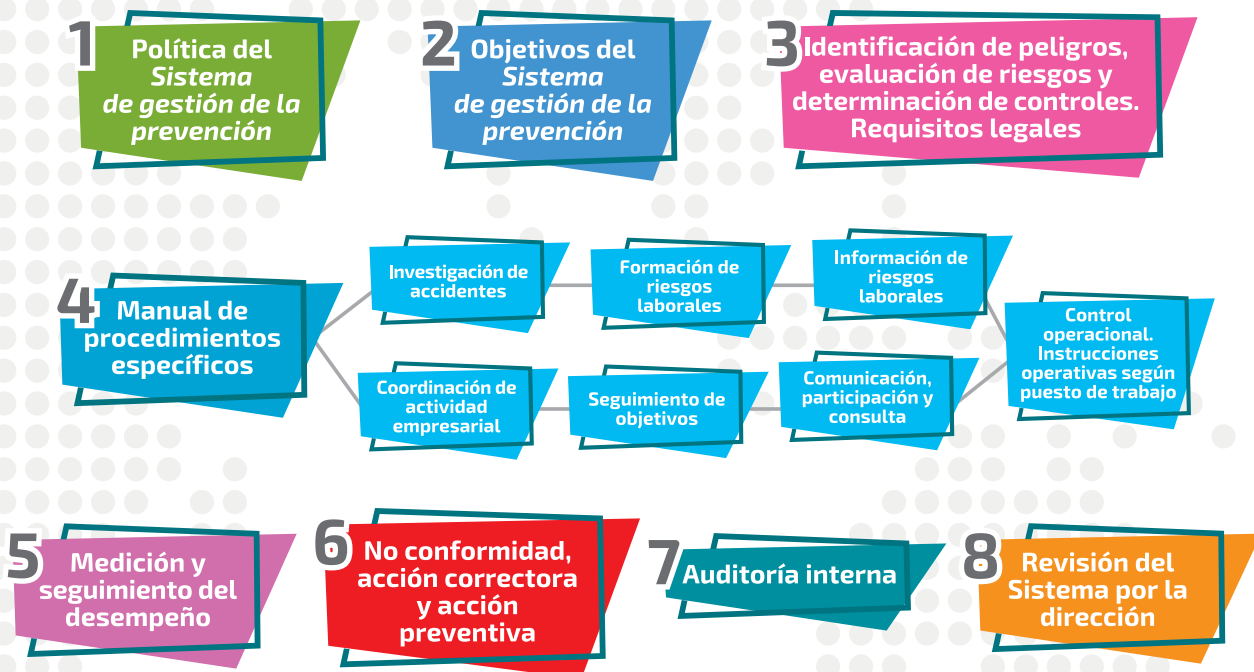 1
Política del
Sistema
de gestión de la
prevención
2
Objetivos del
Sistema
de gestión de la
prevención
3
Identificación de peligros,
evaluación de riesgos y
determinación de controles.
Requisitos legales
4
Manual de
procedimientos
específicos
Investigación de
accidentes
Formación de
riesgos
laborales
Información de
riesgos
laborales
Coordinación de
actividad
empresarial
Seguimiento de
objetivos
Comunicación,
participación y
consulta
Control
operacional.
Instrucciones
operativas según
puesto de trabajo
5
Medición y
seguimiento del
desempeño
6
No conformidad,
acción correctora
y acción
preventiva
7
Auditoría interna
8
Revisión del
Sistema por la
dirección